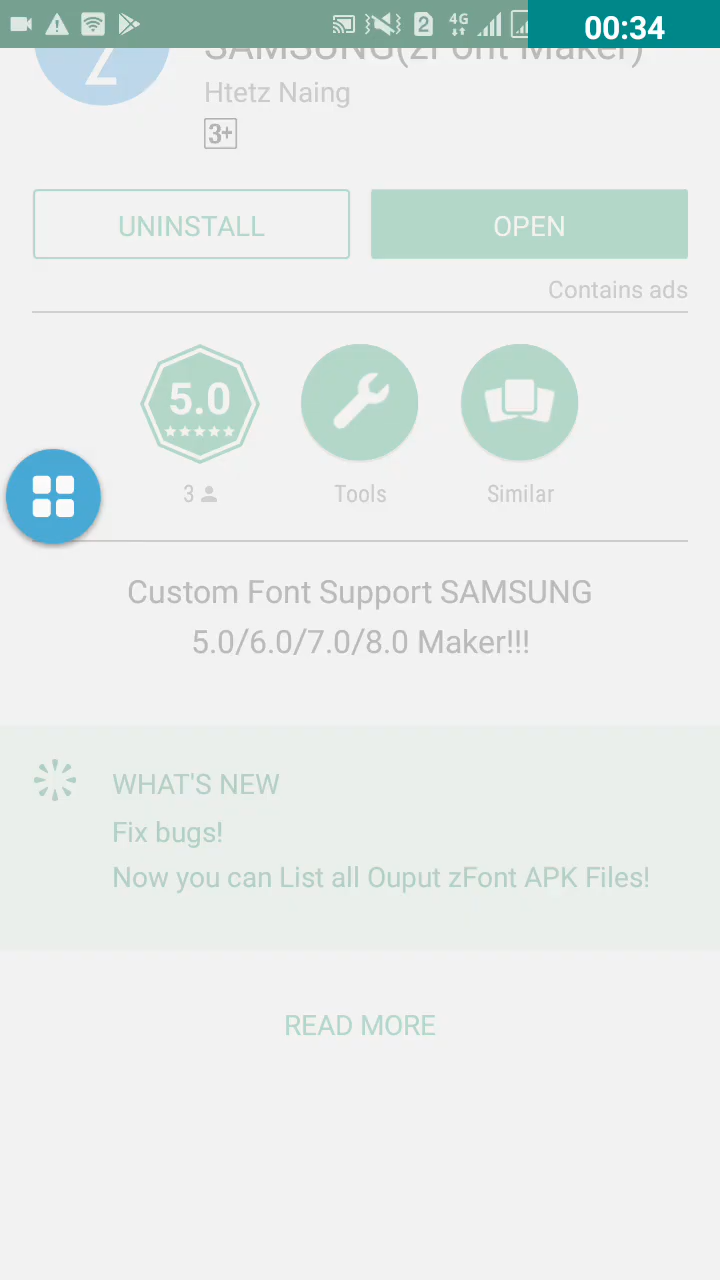 2 4G 00:34
Z SAMSUNG(zFont Maker)
Htetz Naing
3+
UNINSTALL OPEN
Contains ads
5.0
3 Tools Similar
Custom Font Support SAMSUNG
5.0/6.0/7.0/8.0 Maker!!!
WHAT'S NEW
Fix bugs!
Now you can List all Ouput zFont APK Files!
READ MORE